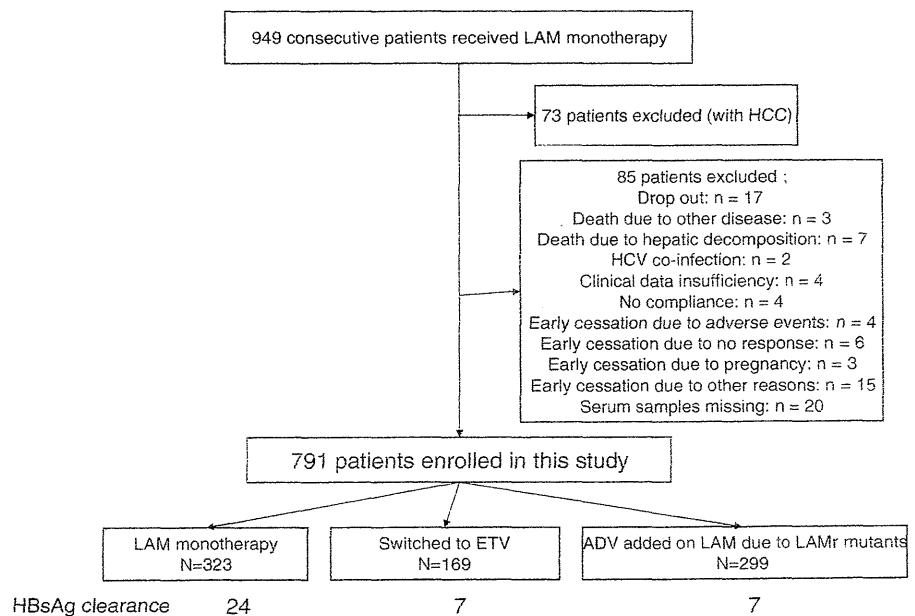 949 consecutive patients received LAM monotherapy
73 patients excluded (with HCC)
85 patients excluded ;
Drop out: n = 17
Death due to other disease: n = 3
Death due to hepatic decomposition: n = 7
HCV co-infection: n = 2
Clinical data insufficiency: n = 4
No compliance: n = 4
Early cessation due to adverse events: n = 4
Early cessation due to no response: n = 6
Early cessation due to pregnancy: n = 3
Early cessation due to other reasons: n = 15
Serum samples missing: n = 20
791 patients enrolled in this study
LAM monotherapy
N=323
Switched to ETV
N=169
ADV added on LAM due to LAMr mutants
N=299
HBsAg clearance 24 7 7